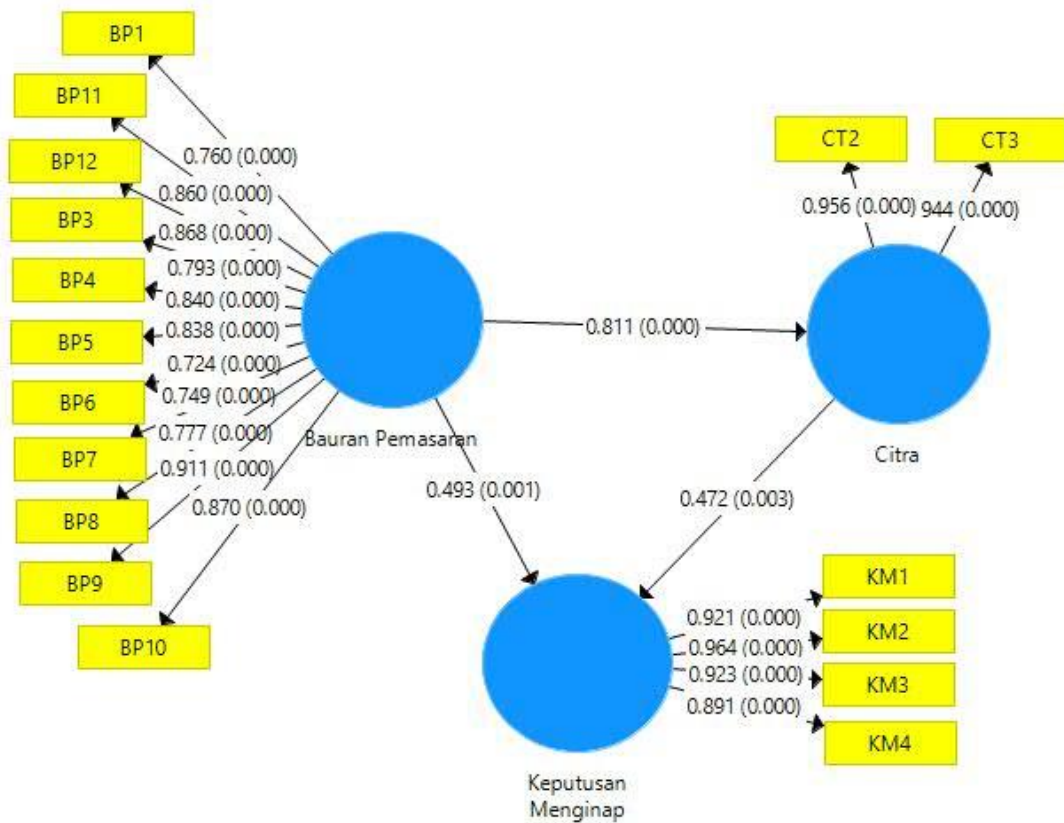 BP1
BP11
BP12
BP3
BP4
BP5
BP6
BP7
BP8
BP9
BP10
0.760 (0.000)
0.860 (0.000)
0.868 (0.000)
0.793 (0.000)
0.840 (0.000)
0.838 (0.000)
0.724 (0.000)
0.749 (0.000)
0.777 (0.000)
0.911 (0.000)
0.870 (0.000)
Bauran Pemasaran
0.811 (0.000)
0.493 (0.001)
CT2
CT3
0.956 (0.000)
944 (0.000)
Citra
0.472 (0.003)
KM1
KM2
KM3
KM4
0.921 (0.000)
0.964 (0.000)
0.923 (0.000)
0.891 (0.000)
Keputusan
Menginap